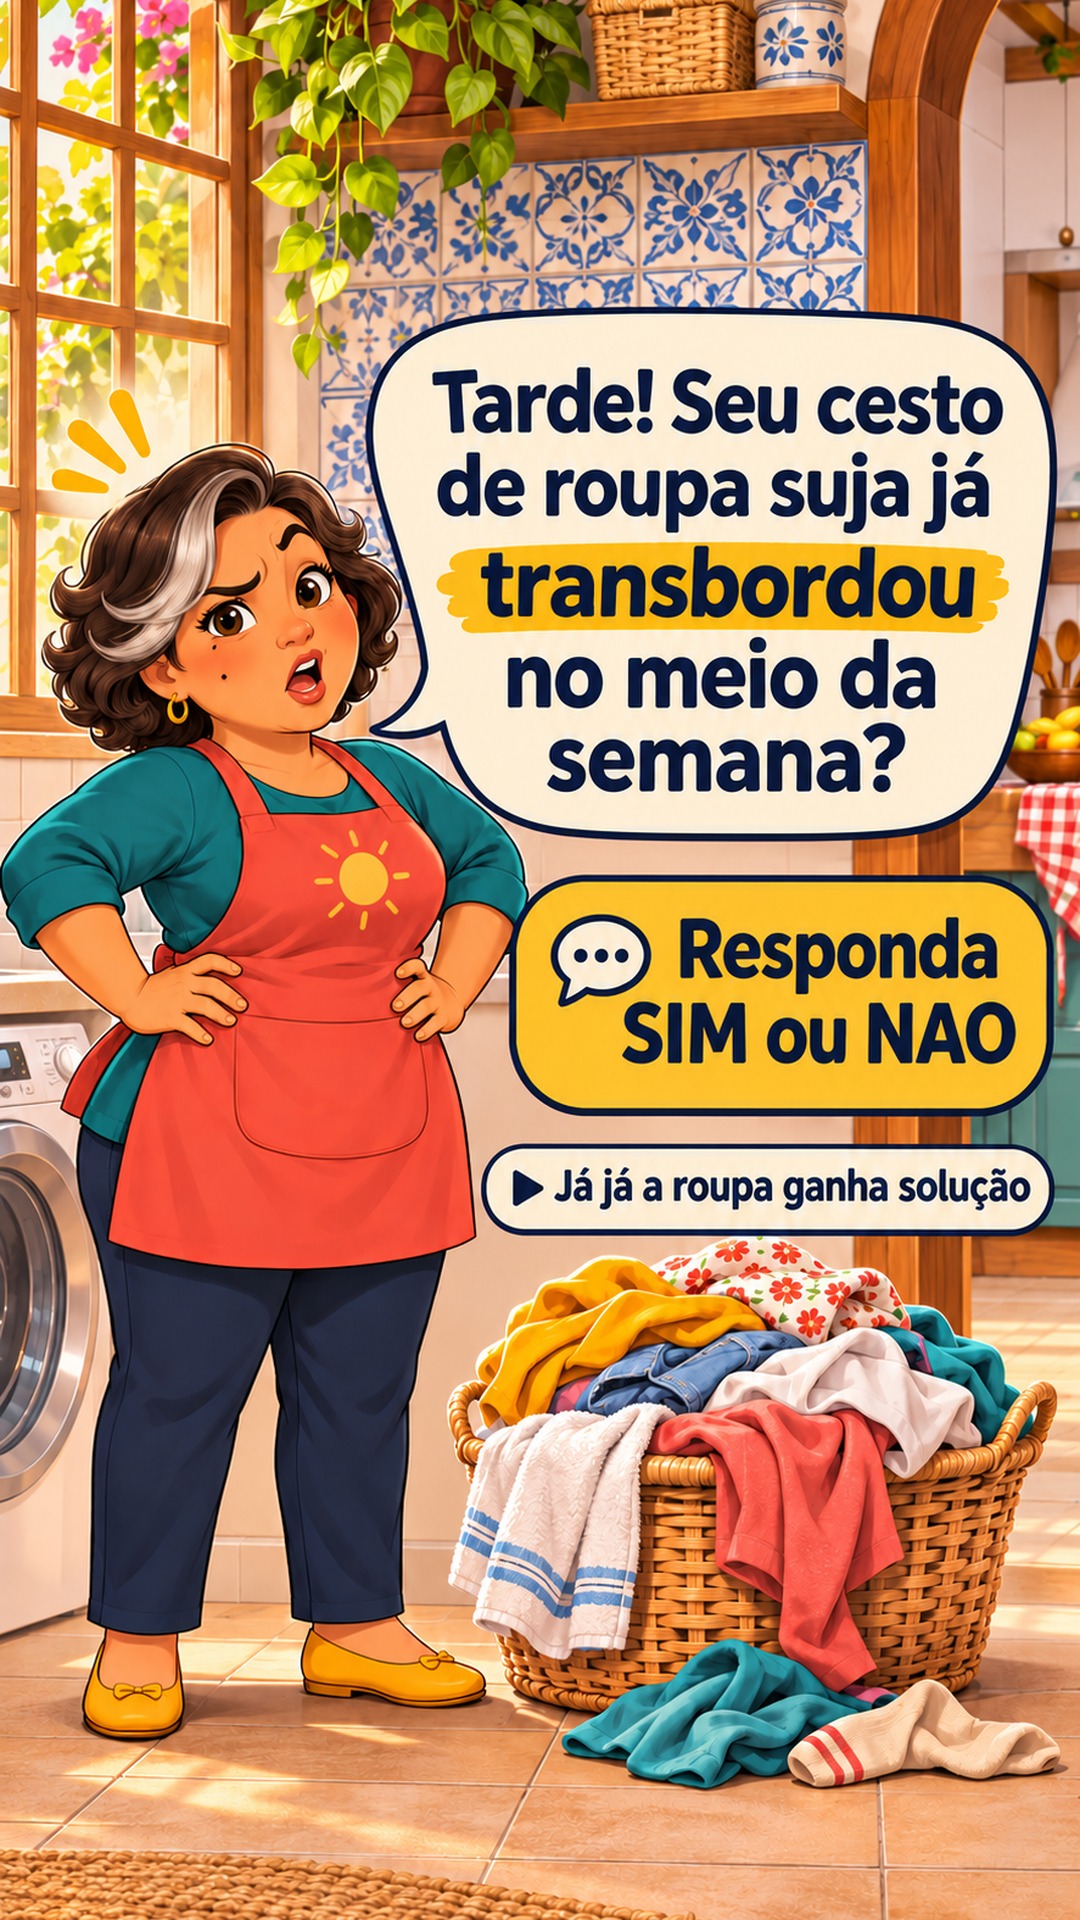 Tarde! Seu cesto
de roupa suja já
transbordou
no meio da
semana?
Responda
SIM ou NAO
Já já a roupa ganha solução